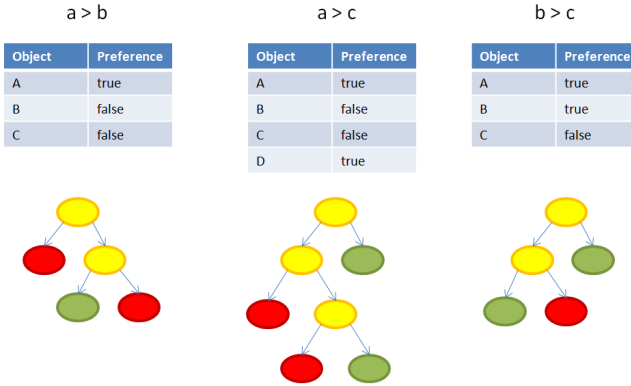 a > b
Object Preference
A true
B false
C false
a > c
Object Preference
A true
B false
C false
D true
b > c
Object Preference
A true
B true
C false